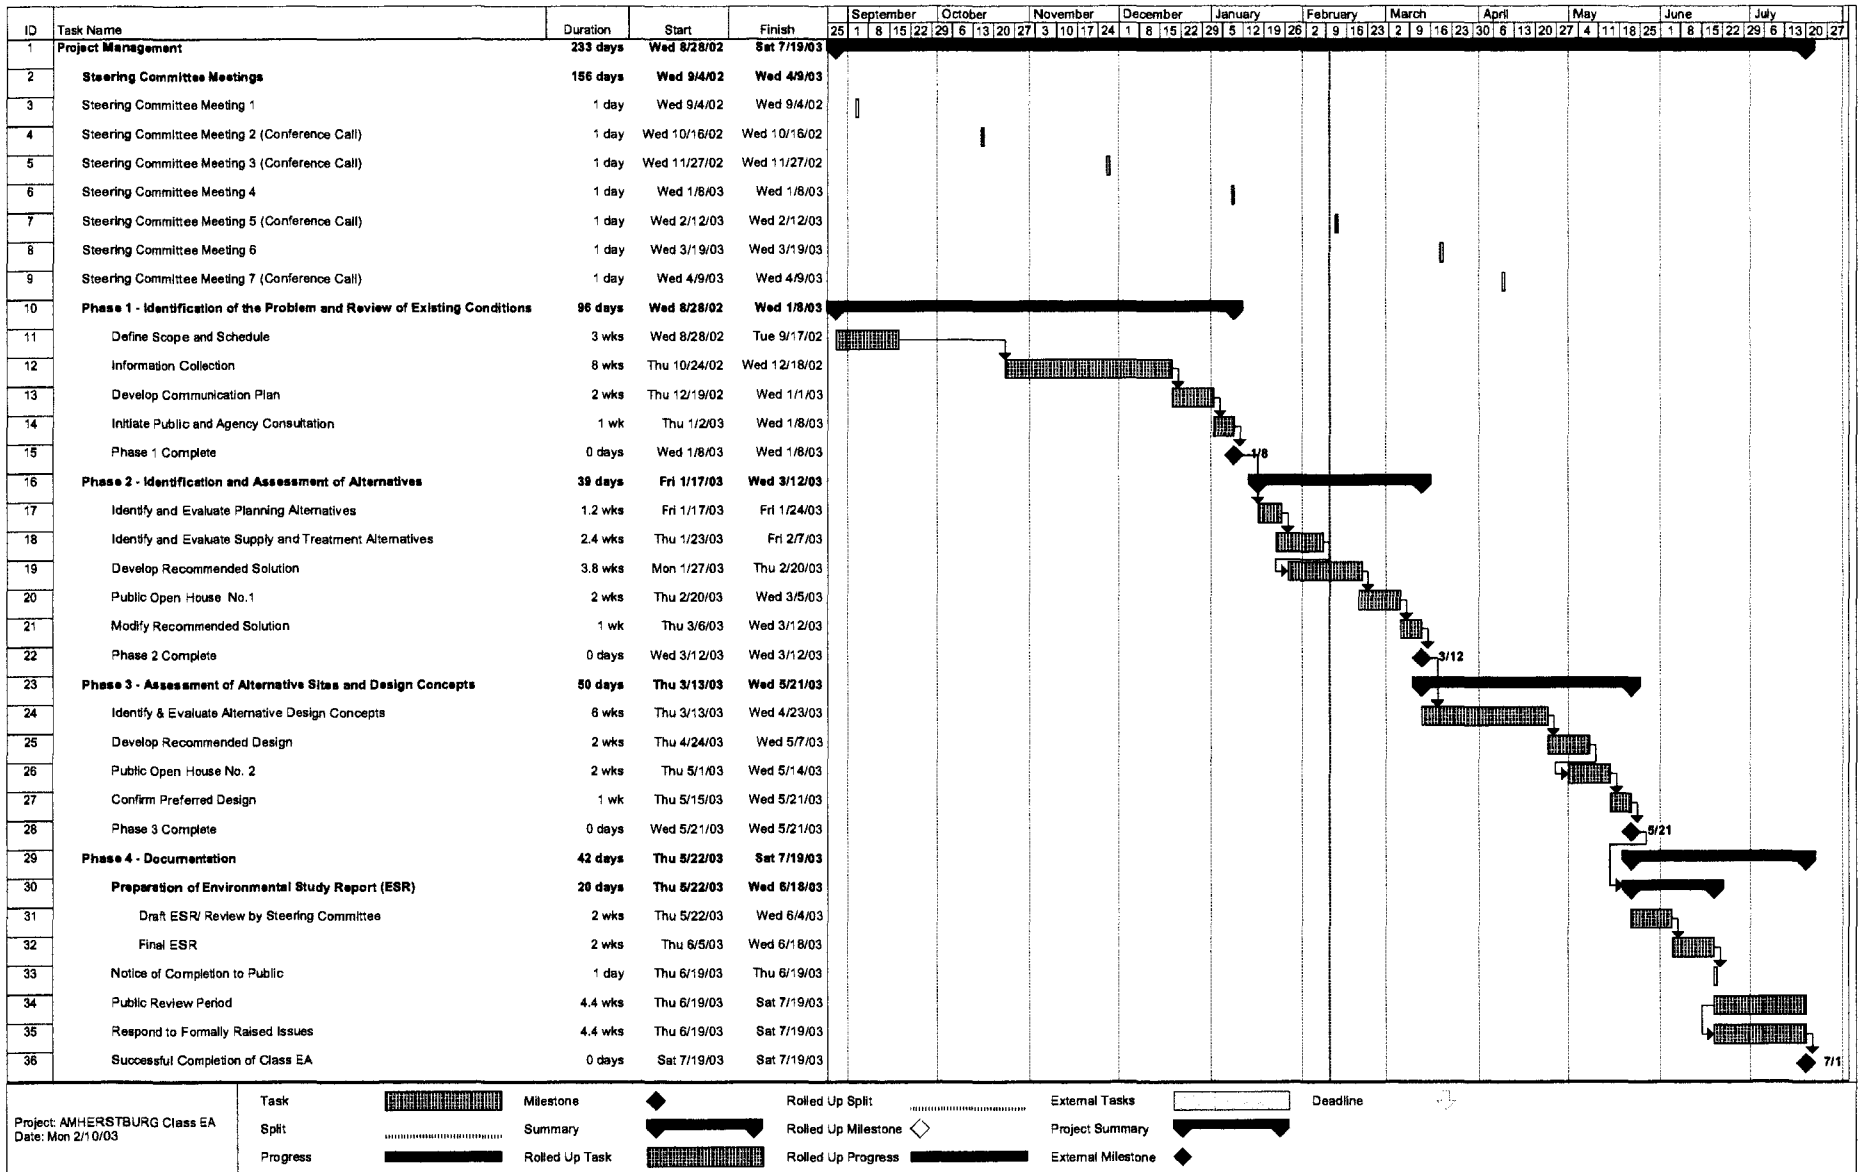 September October November December January February March April May June July
ID Task Name Duration Start Finish 25 1 8 15 22 29 6 13 20 27 3 10 17 24 1 8 15 22 29 5 12 19 26 2 9 16 23 2 9 16 23 30 6 13 20 27 4 11 18 25 1 8 15 22 29 6 13 20 27
1 Project Management 233 days Wed 8/28/02 Sat 7/19/03
2 Steering Committee Meetings 156 days Wed 9/4/02 Wed 4/9/03
3 Steering Committee Meeting 1 1 day Wed 9/4/02 Wed 9/4/02
4 Steering Committee Meeting 2 (Conference Call) 1 day Wed 10/16/02 Wed 10/16/02
5 Steering Committee Meeting 3 (Conference Call) 1 day Wed 11/27/02 Wed 11/27/02
6 Steering Committee Meeting 4 1 day Wed 1/8/03 Wed 1/8/03
7 Steering Committee Meeting 5 (Conference Call) 1 day Wed 2/12/03 Wed 2/12/03
8 Steering Committee Meeting 6 1 day Wed 3/19/03 Wed 3/19/03
9 Steering Committee Meeting 7 (Conference Call) 1 day Wed 4/9/03 Wed 4/9/03
10 Phase 1 - Identification of the Problem and Review of Existing Conditions 96 days Wed 8/28/02 Wed 1/8/03
11 Define Scope and Schedule 3 wks Wed 8/28/02 Tue 9/17/02
12 Information Collection 8 wks Thu 10/24/02 Wed 12/18/02
13 Develop Communication Plan 2 wks Thu 12/19/02 Wed 1/1/03
14 Initiate Public and Agency Consultation 1 wk Thu 1/2/03 Wed 1/8/03
15 Phase 1 Complete 0 days Wed 1/8/03 Wed 1/8/03 1/8
16 Phase 2 - Identification and Assessment of Alternatives 39 days Fri 1/17/03 Wed 3/12/03
17 Identify and Evaluate Planning Alternatives 1.2 wks Fri 1/17/03 Fri 1/24/03
18 Identify and Evaluate Supply and Treatment Alternatives 2.4 wks Thu 1/23/03 Fri 2/7/03
19 Develop Recommended Solution 3.8 wks Mon 1/27/03 Thu 2/20/03
20 Public Open House No.1 2 wks Thu 2/20/03 Wed 3/5/03
21 Modify Recommended Solution 1 wk Thu 3/6/03 Wed 3/12/03
22 Phase 2 Complete 0 days Wed 3/12/03 Wed 3/12/03 3/12
23 Phase 3 - Assessment of Alternative Sites and Design Concepts 50 days Thu 3/13/03 Wed 5/21/03
24 Identify & Evaluate Alternative Design Concepts 6 wks Thu 3/13/03 Wed 4/23/03
25 Develop Recommended Design 2 wks Thu 4/24/03 Wed 5/7/03
26 Public Open House No. 2 2 wks Thu 5/1/03 Wed 5/14/03
27 Confirm Preferred Design 1 wk Thu 5/15/03 Wed 5/21/03
28 Phase 3 Complete 0 days Wed 5/21/03 Wed 5/21/03 5/21
29 Phase 4 - Documentation 42 days Thu 5/22/03 Sat 7/19/03
30 Preparation of Environmental Study Report (ESR) 20 days Thu 5/22/03 Wed 6/18/03
31 Draft ESR/ Review by Steering Committee 2 wks Thu 5/22/03 Wed 6/4/03
32 Final ESR 2 wks Thu 6/5/03 Wed 6/18/03
33 Notice of Completion to Public 1 day Thu 6/19/03 Thu 6/19/03
34 Public Review Period 4.4 wks Thu 6/19/03 Sat 7/19/03
35 Respond to Formally Raised Issues 4.4 wks Thu 6/19/03 Sat 7/19/03
36 Successful Completion of Class EA 0 days Sat 7/19/03 Sat 7/19/03 7/1
Task Milestone Rolled Up Split External Tasks Deadline
Project: AMHERSTBURG Class EA
Date: Mon 2/10/03
Split Summary Rolled Up Milestone Project Summary
Progress Rolled Up Task Rolled Up Progress External Milestone